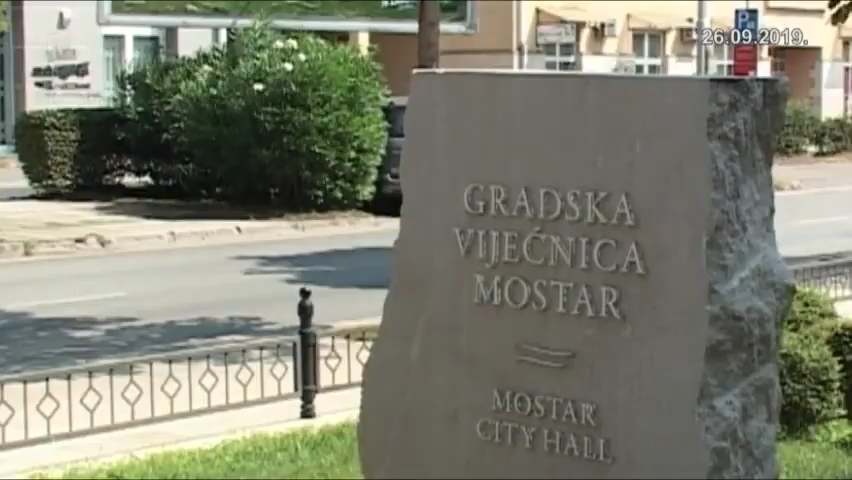 26.09.2019.
P
GRADSKA
VIJEĆNICA
MOSTAR
MOSTAR
CITY HALL